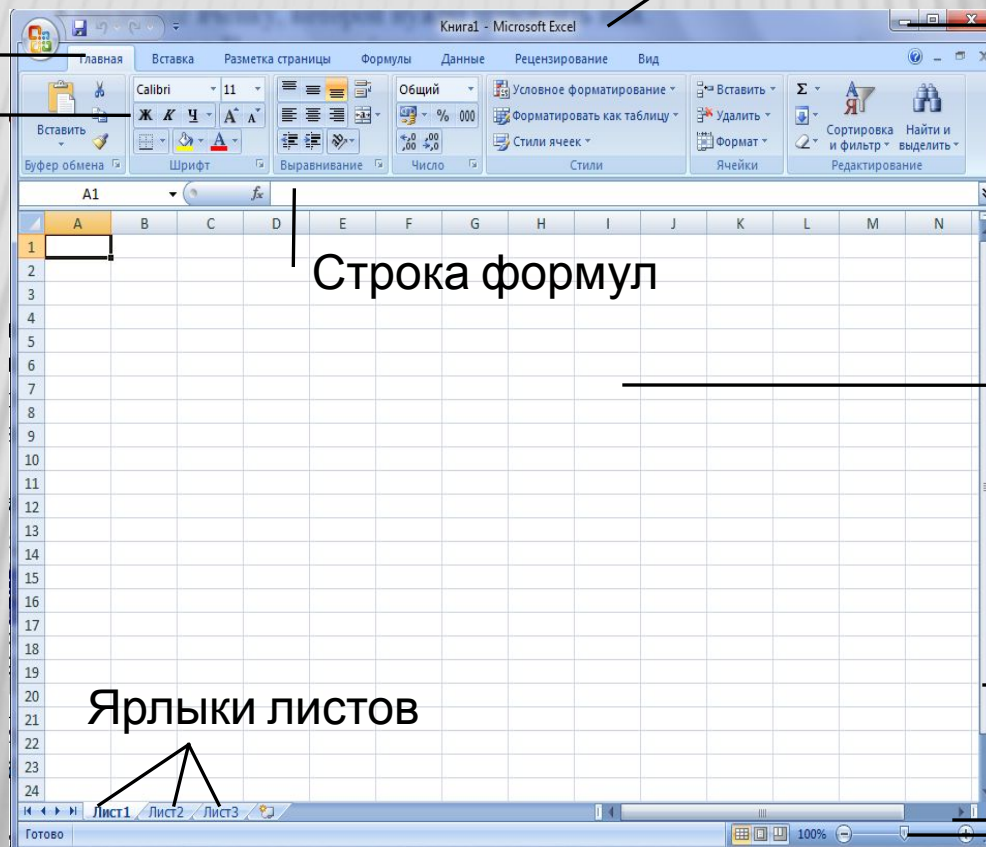 Книга1 - Microsoft Excel
Главная Вставка Разметка страницы Формулы Данные Рецензирование Вид
Calibri 11 Общий Условное форматирование Вставить Σ
Ж К Ч A A % 000 Форматировать как таблицу Удалить
Вставить Стили ячеек Формат Сортировка и фильтр Найти и выделить
Буфер обмена Шрифт Выравнивание Число Стили Ячейки Редактирование
A1 fx
A B C D E F G H I J K L M N
1
2
Строка формул
3
4
5
6
7
8
9
10
11
12
13
14
15
16
17
18
19
20
Ярлыки листов
21
22
23
24
Лист1 Лист2 Лист3
Готово 100%